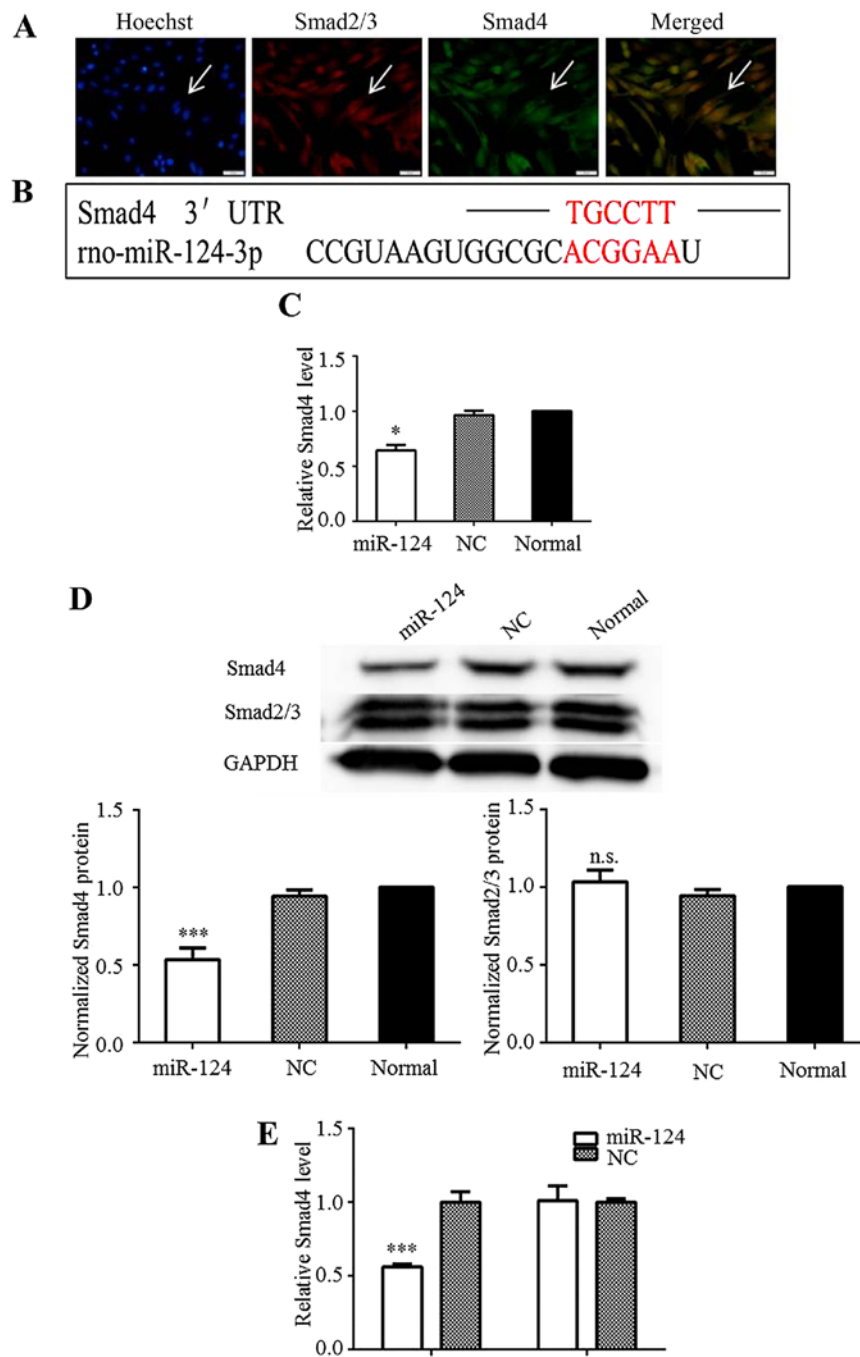 A
Hoechst Smad2/3 Smad4 Merged
B
Smad4 3′ UTR TGCCTT
rno-miR-124-3p CCGUAAGUGGCGCACGGAAU
C
Relative Smad4 level
1.5
1.0
0.5
0.0
*
miR-124 NC Normal
D
miR-124 NC Normal
Smad4
Smad2/3
GAPDH
Normalized Smad4 protein
1.5
1.0
0.5
0.0
***
miR-124 NC Normal
Normalized Smad2/3 protein
1.5
1.0
0.5
0.0
n.s.
miR-124 NC Normal
E
Relative Smad4 level
1.5
1.0
0.5
0.0
***
miR-124
NC